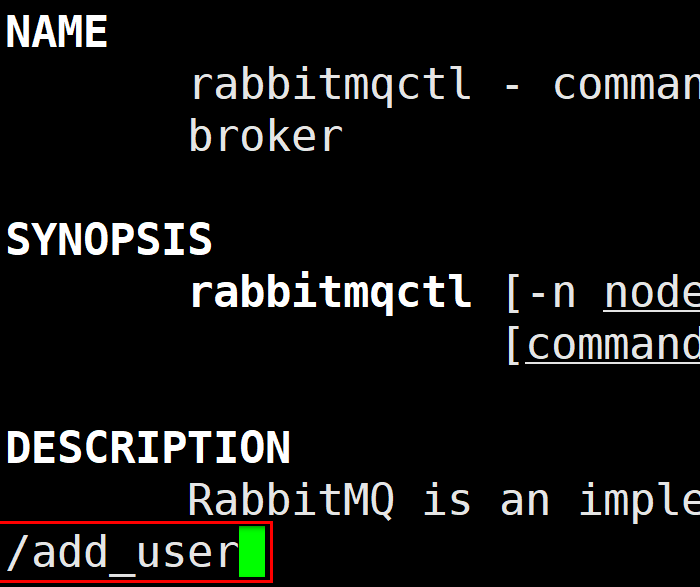 NAME
rabbitmqctl - comman
broker
SYNOPSIS
rabbitmqctl [-n node
[command
DESCRIPTION
RabbitMQ is an imple
/add_user